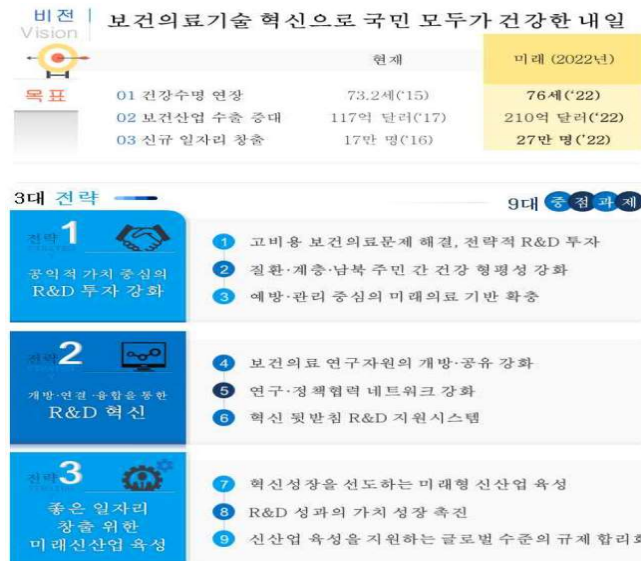 비전
Vision
보건의료기술 혁신으로 국민 모두가 건강한 내일
현재 미래 (2022년)
목표
01 건강수명 연장 73.2세('15) 76세('22)
02 보건산업 수출 증대 117억 달러('17) 210억 달러('22)
03 신규 일자리 창출 17만 명('16) 27만 명('22)
3대 전략
9대 중점과제
전략 1
공익적 가치 중심의
R&D 투자 강화
1 고비용 보건의료문제 해결, 전략적 R&D 투자
2 질환·계층·남북 주민 간 건강 형평성 강화
3 예방·관리 중심의 미래의료 기반 확충
전략 2
개방·연결·융합을 통한
R&D 혁신
4 보건의료 연구자원의 개방·공유 강화
5 연구·정책협력 네트워크 강화
6 혁신 뒷받침 R&D 지원시스템
전략 3
좋은 일자리
창출 위한
미래신산업 육성
7 혁신성장을 선도하는 미래형 신산업 육성
8 R&D 성과의 가치 성장 촉진
9 신산업 육성을 지원하는 글로벌 수준의 규제 합리화